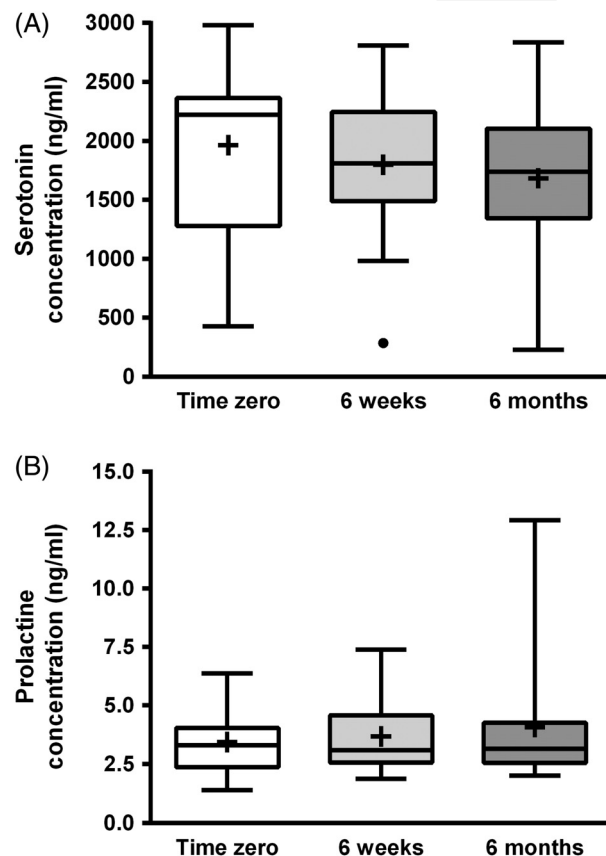 (A)
Serotonin
concentration (ng/ml)
3000
2500
2000
1500
1000
500
0
Time zero 6 weeks 6 months
(B)
Prolactine
concentration (ng/ml)
15.0
12.5
10.0
7.5
5.0
2.5
0.0
Time zero 6 weeks 6 months